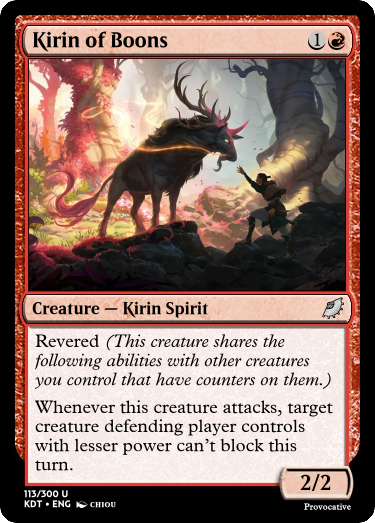 Kirin of Boons 1
Creature — Kirin Spirit
Revered (This creature shares the
following abilities with other creatures
you control that have counters on them.)
Whenever this creature attacks, target
creature defending player controls
with lesser power can't block this
turn.
2/2
113/300 U
KDT • ENG CHIOU
Provocative